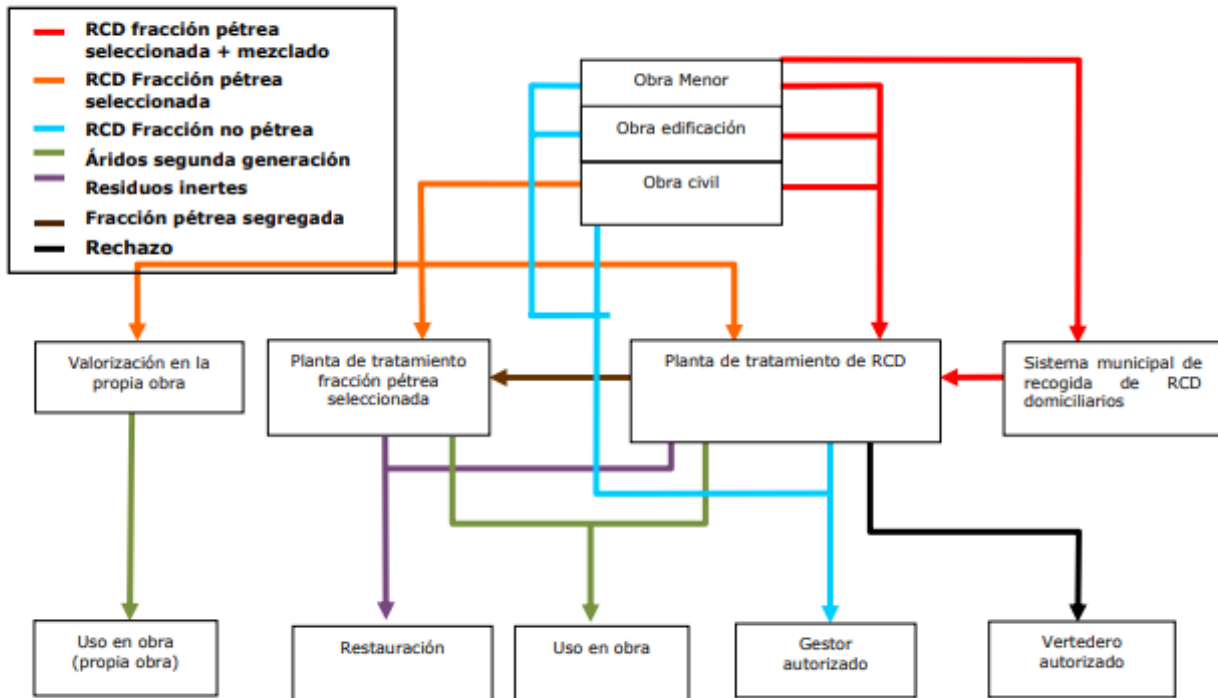 RCD fracción pétrea
seleccionada + mezclado
RCD Fracción pétrea
seleccionada
RCD Fracción no pétrea
Áridos segunda generación
Residuos inertes
Fracción pétrea segregada
Rechazo
Obra Menor
Obra edificación
Obra civil
Valorización en la
propia obra
Planta de tratamiento
fracción pétrea
seleccionada
Planta de tratamiento de RCD
Sistema municipal de
recogida de RCD
domiciliarios
Uso en obra
(propia obra)
Restauración
Uso en obra
Gestor
autorizado
Vertedero
autorizado